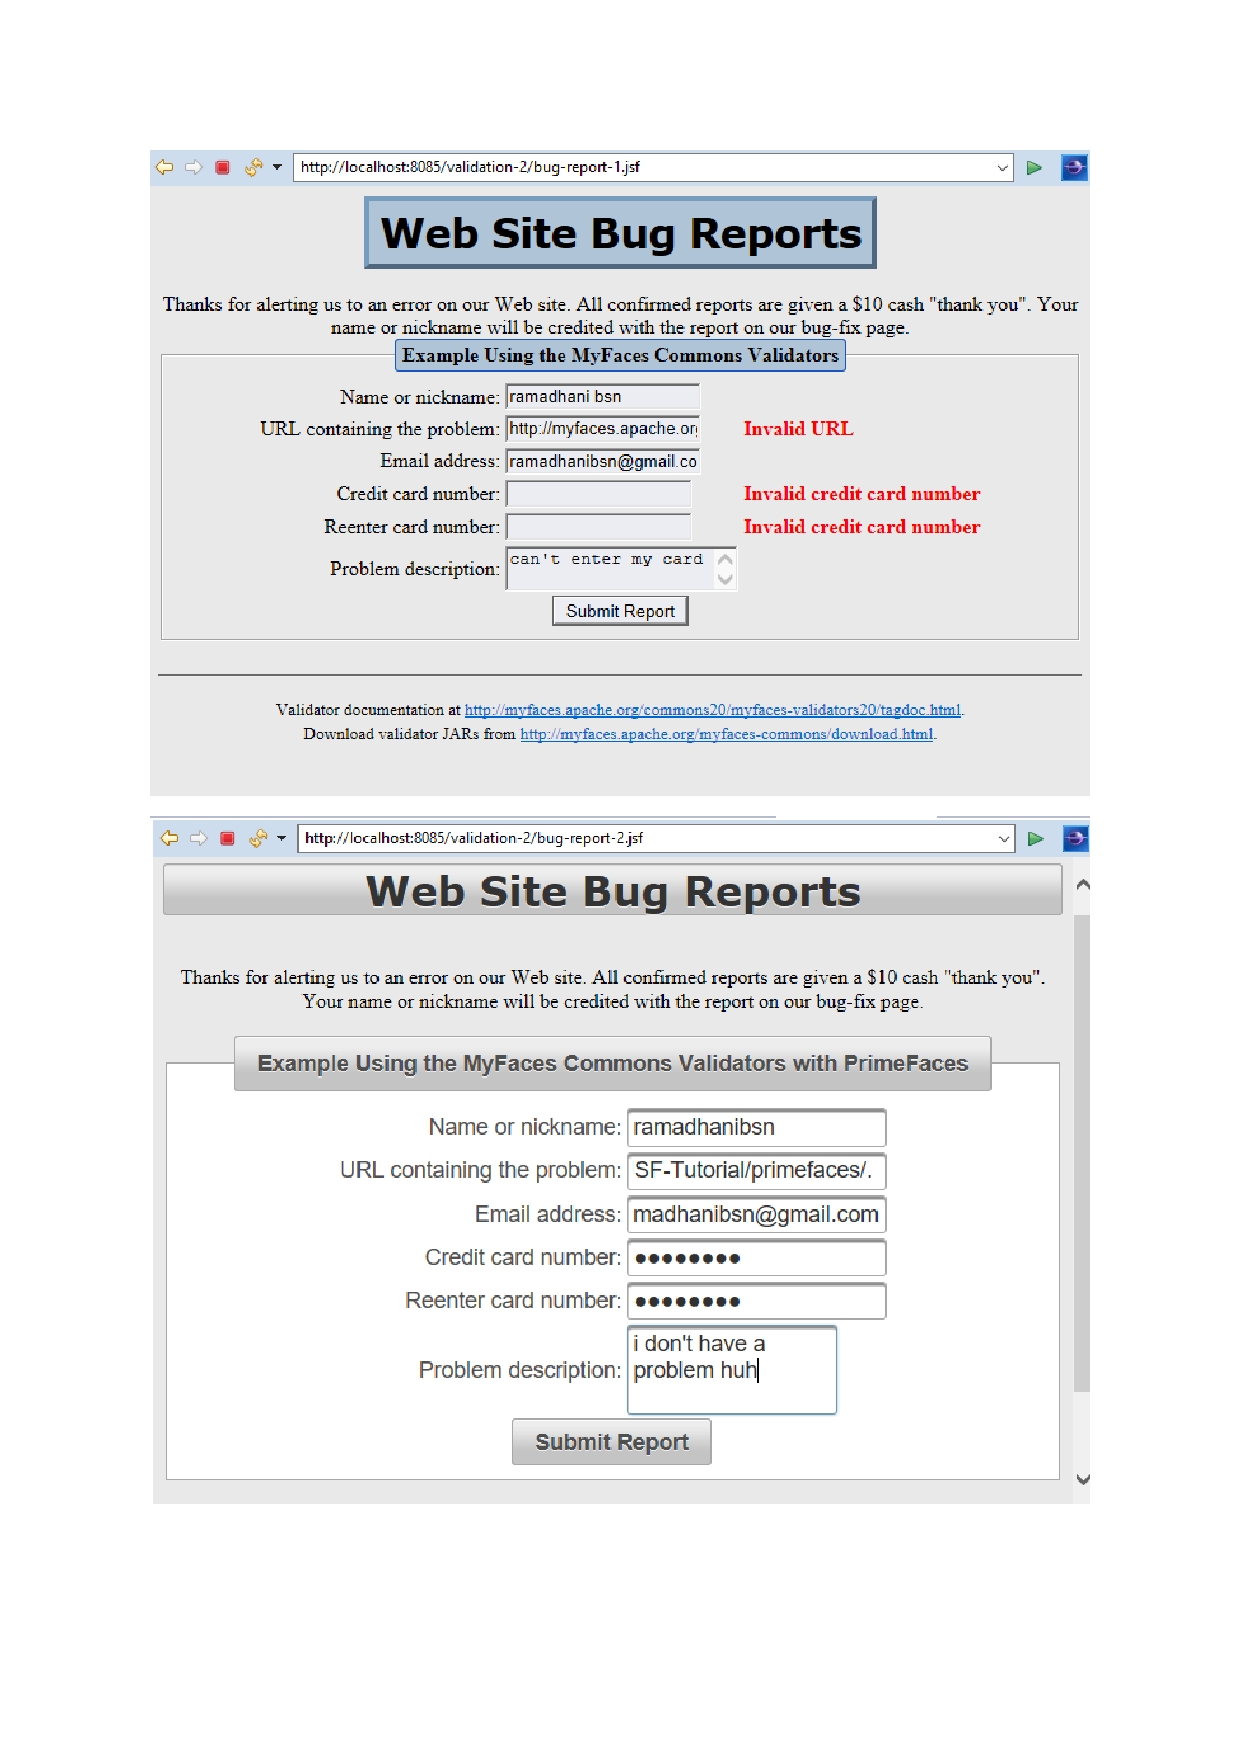 http://localhost:8085/validation-2/bug-report-1.jsf
Web Site Bug Reports
Thanks for alerting us to an error on our Web site. All confirmed reports are given a $10 cash "thank you". Your
name or nickname will be credited with the report on our bug-fix page.
Example Using the MyFaces Commons Validators
Name or nickname: ramadhani bsn
URL containing the problem: http://myfaces.apache.or Invalid URL
Email address: ramadhanibsn@gmail.co
Credit card number: Invalid credit card number
Reenter card number: Invalid credit card number
Problem description: can't enter my card
Submit Report
Validator documentation at http://myfaces.apache.org/commons20/myfaces-validators20/tagdoc.html.
Download validator JARs from http://myfaces.apache.org/myfaces-commons/download.html.
http://localhost:8085/validation-2/bug-report-2.jsf
Web Site Bug Reports
Thanks for alerting us to an error on our Web site. All confirmed reports are given a $10 cash "thank you".
Your name or nickname will be credited with the report on our bug-fix page.
Example Using the MyFaces Commons Validators with PrimeFaces
Name or nickname: ramadhanibsn
URL containing the problem: SF-Tutorial/primefaces/.
Email address: madhanibsn@gmail.com
Credit card number: ●●●●●●●●
Reenter card number: ●●●●●●●●
i don't have a
Problem description: problem huh
Submit Report